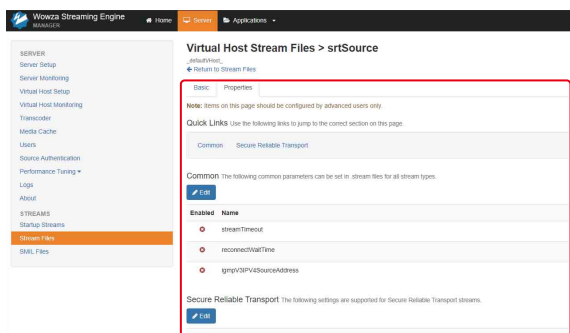 Wowza Streaming Engine
MANAGER
Home
Server
Applications
SERVER
Server Setup
Server Monitoring
Virtual Host Setup
Virtual Host Monitoring
Transcoder
Media Cache
Users
Source Authentication
Performance Tuning
Logs
About
STREAMS
Startup Streams
Stream Files
SMIL Files
Virtual Host Stream Files > srtSource
_defaultVHost_
Return to Stream Files
Basic Properties
Note: Items on this page should be configured by advanced users only.
Quick Links Use the following links to jump to the correct section on this page.
Common Secure Reliable Transport
Common The following common parameters can be set in .stream files for all stream types.
Edit
Enabled Name
streamTimeout
reconnectWaitTime
igmpV3IPV4SourceAddress
Secure Reliable Transport The following settings are supported for Secure Reliable Transport streams.
Edit